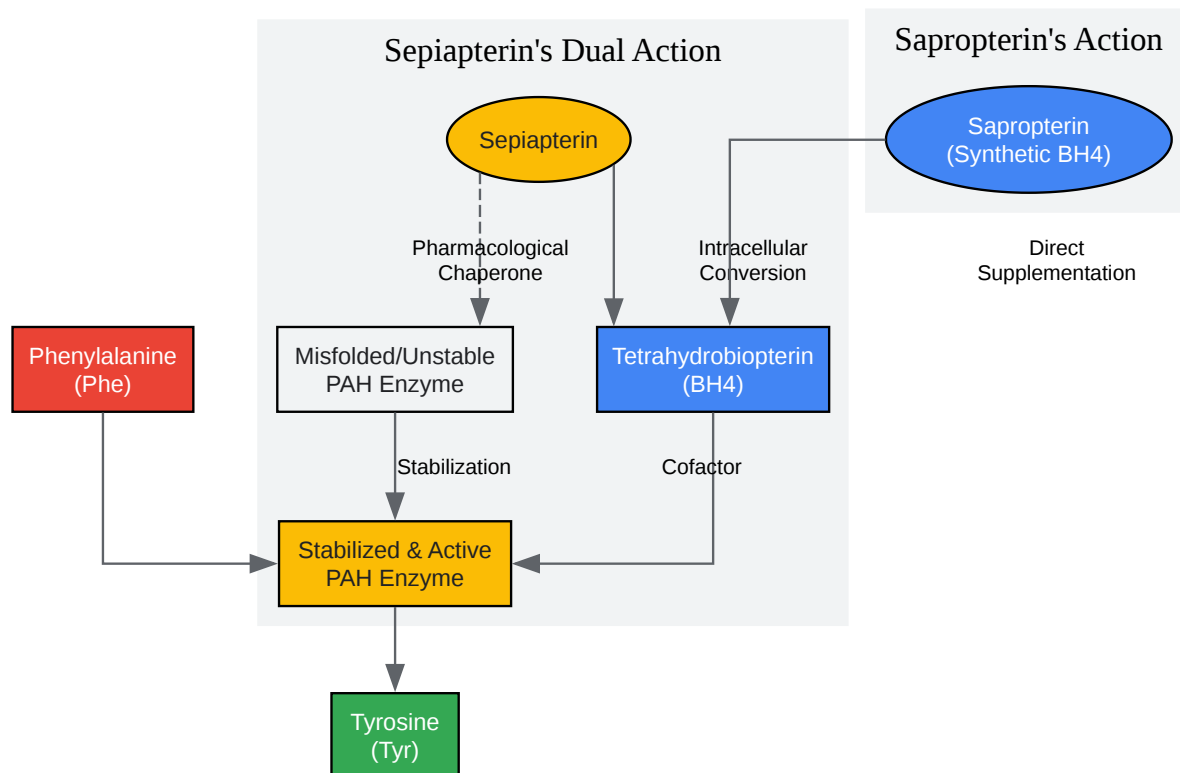 Sepiapterin's Dual Action
Sapropterin's Action
Sepiapterin
Sapropterin
(Synthetic BH4)
Pharmacological
Chaperone
Intracellular
Conversion
Direct
Supplementation
Phenylalanine
(Phe)
Misfolded/Unstable
PAH Enzyme
Tetrahydrobiopterin
(BH4)
Stabilization
Cofactor
Stabilized & Active
PAH Enzyme
Tyrosine
(Tyr)